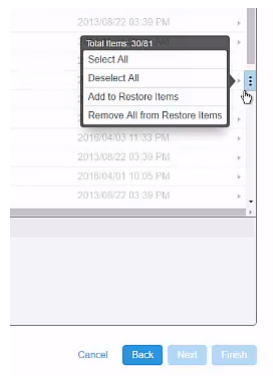 2013/08/22 03:39 PM
Total Items: 30/81
Select All
Deselect All
Add to Restore Items
Remove All from Restore Items
2016/04/03 11:33 PM
2013/08/22 03:39 PM
2016/04/01 10:05 PM
2013/08/22 03:39 PM
Cancel Back Next Finish